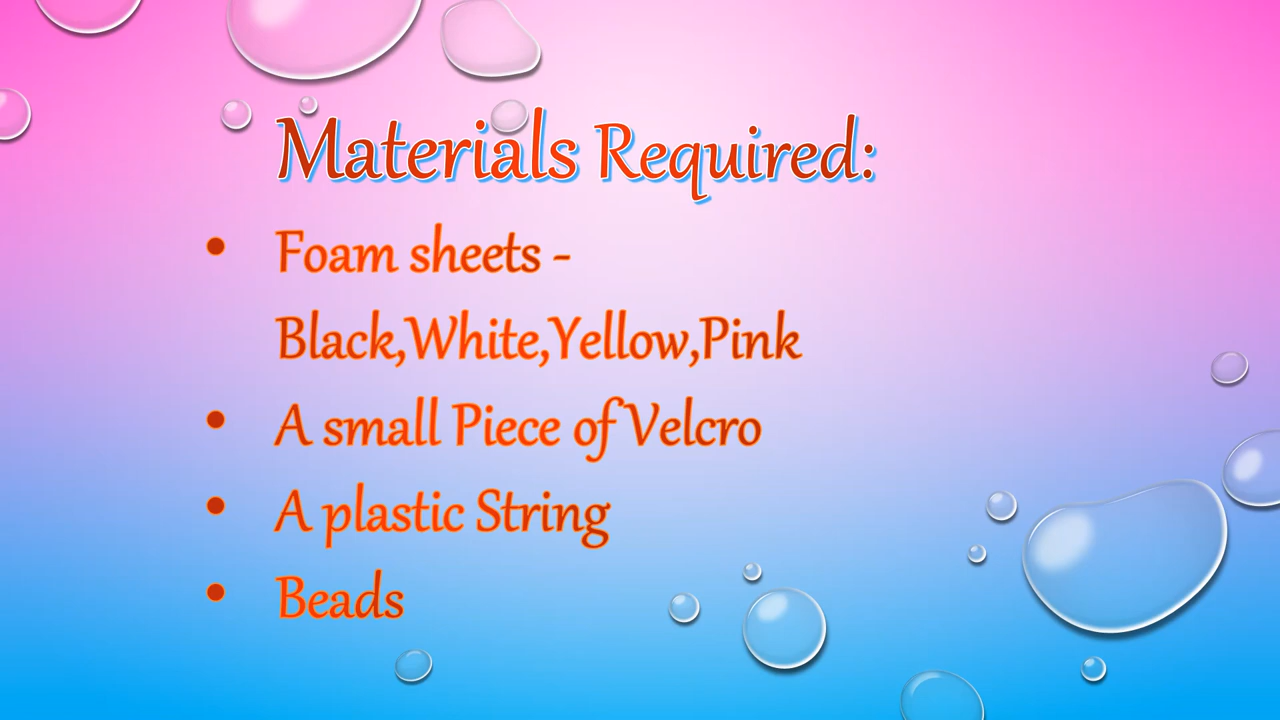 Materials Required:
• Foam sheets -
Black,White,Yellow,Pink
• A small Piece of Velcro
• A plastic String
• Beads